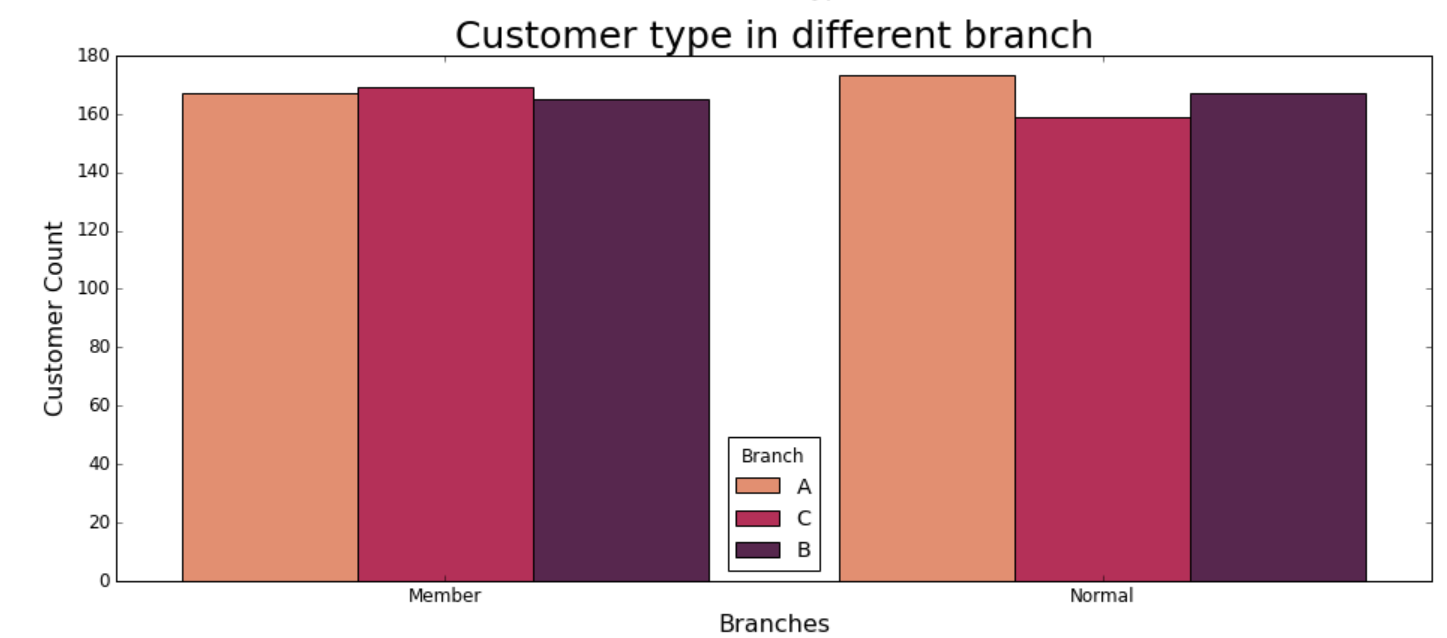 Customer type in different branch
Customer Count
180
160
140
120
100
80
60
40
20
0
Branch
A
C
B
Member Normal
Branches